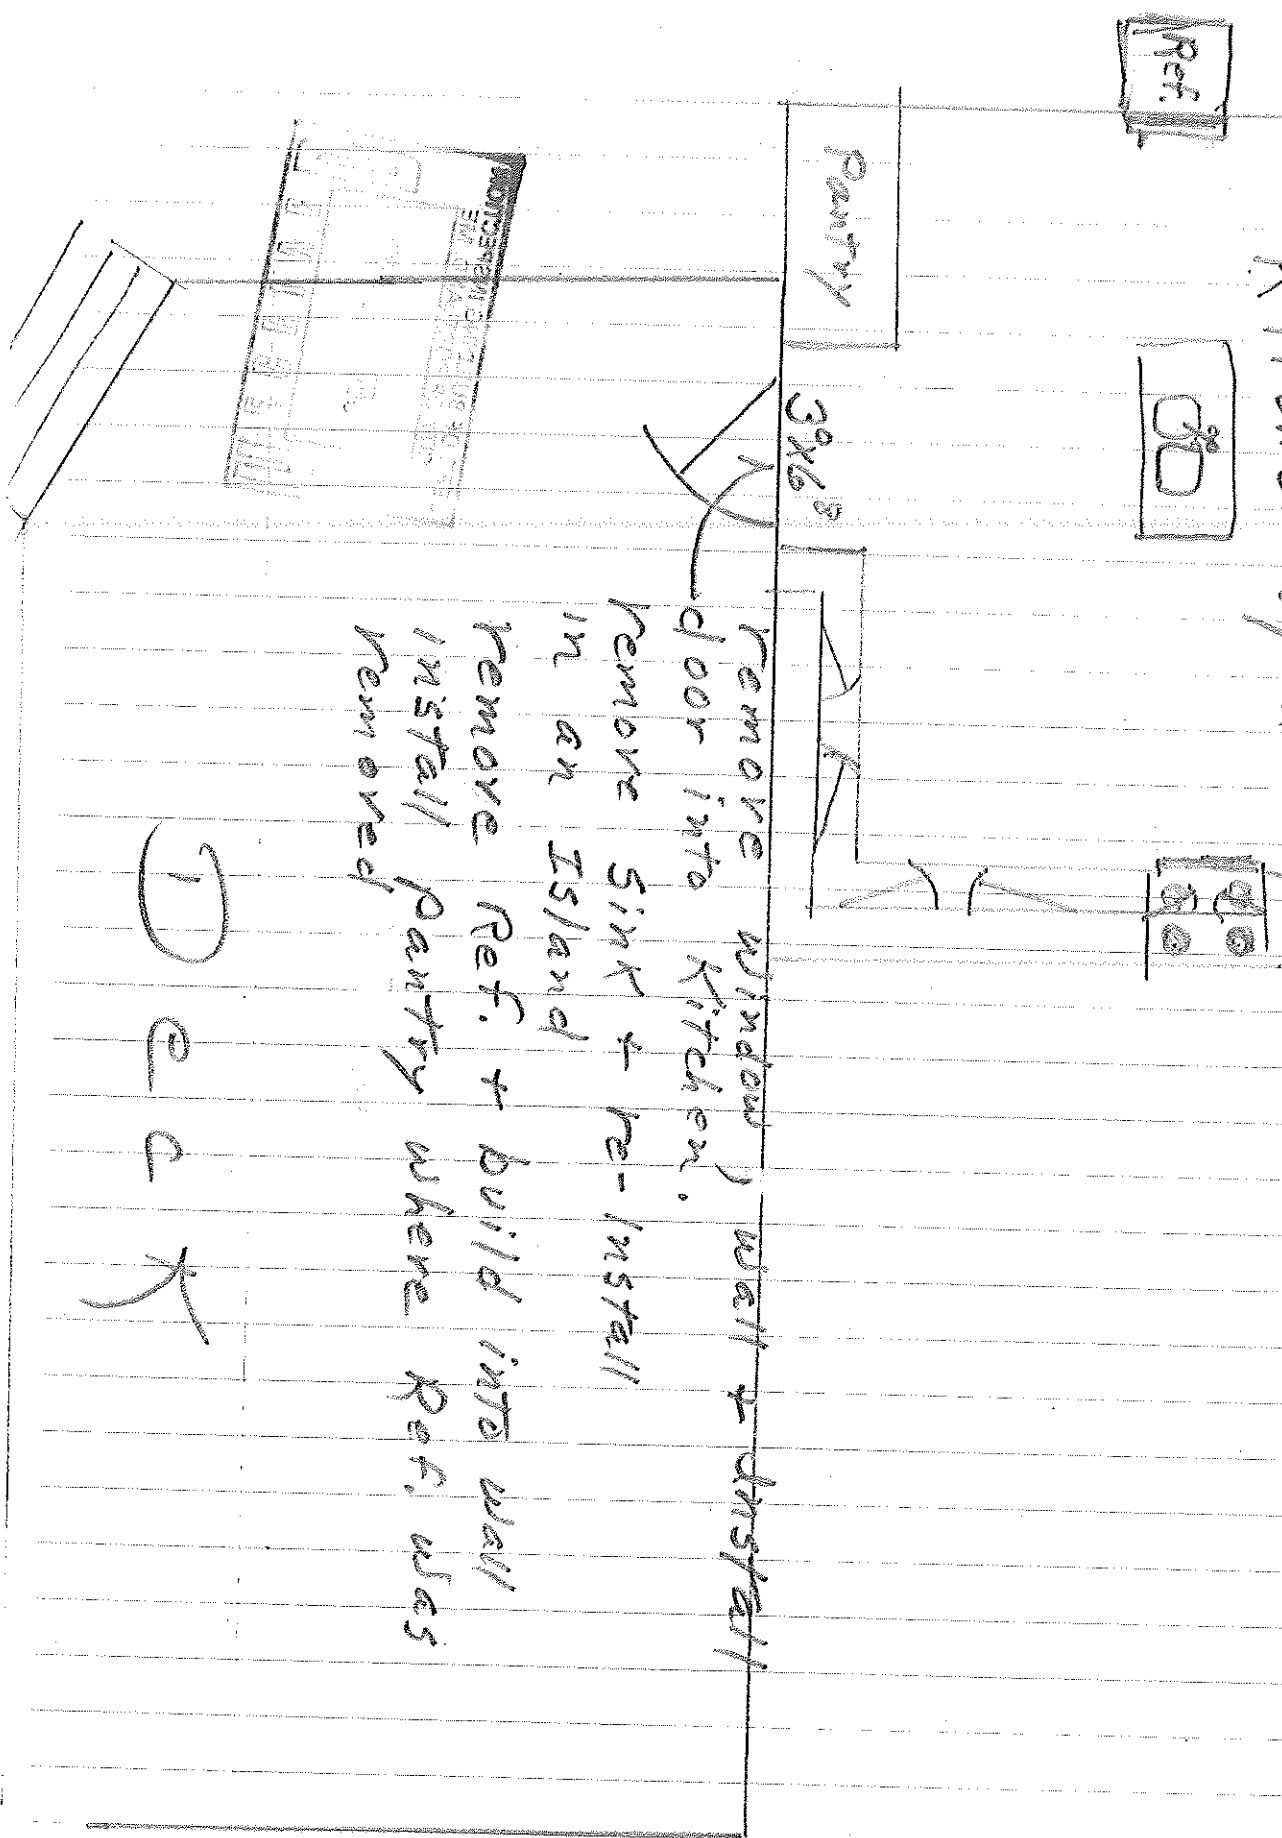 Ref.
Pantry
3⁰x6⁸
remove window, wall + install
door into Kitchen.
remove Sink + re-Install
in an Island
remove Ref. + build into wall
install pantry where Ref. was
removed
Deck